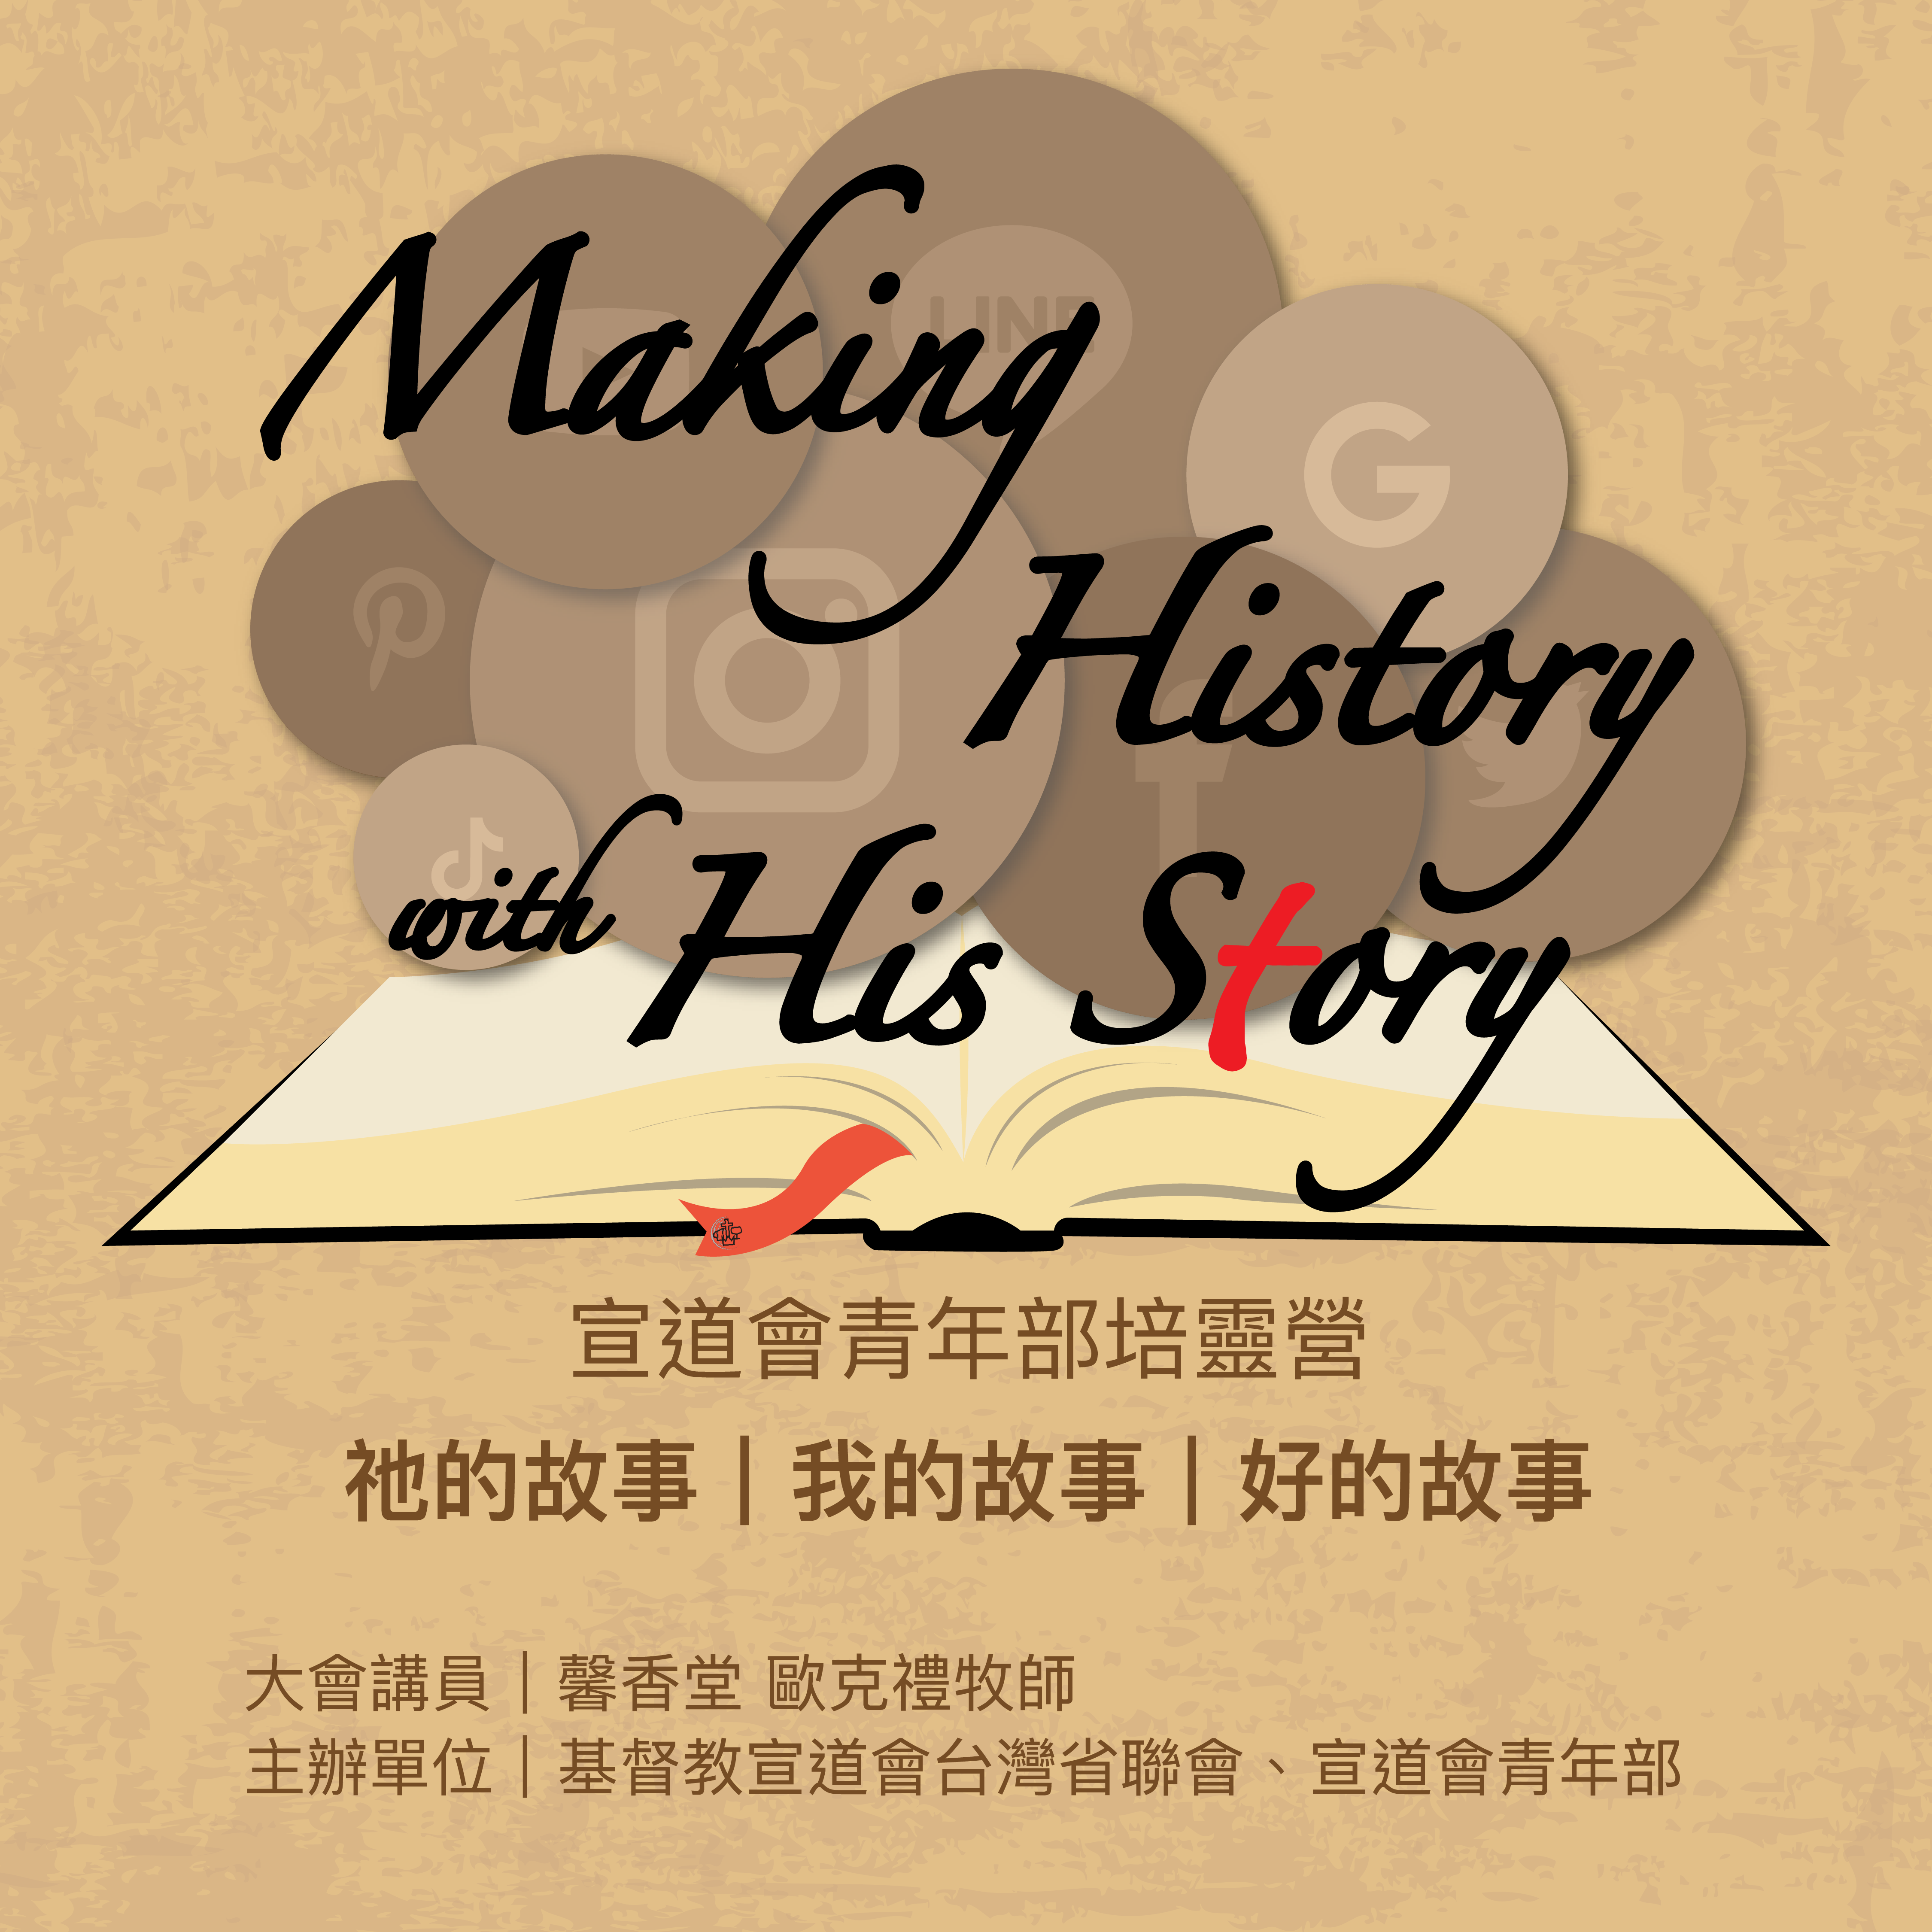 Making
LINE
G
History
with His Story
宣道會青年部培靈營
祂的故事｜我的故事｜好的故事
大會講員｜馨香堂 歐克禮牧師
主辦單位｜基督教宣道會台灣省聯會、宣道會青年部